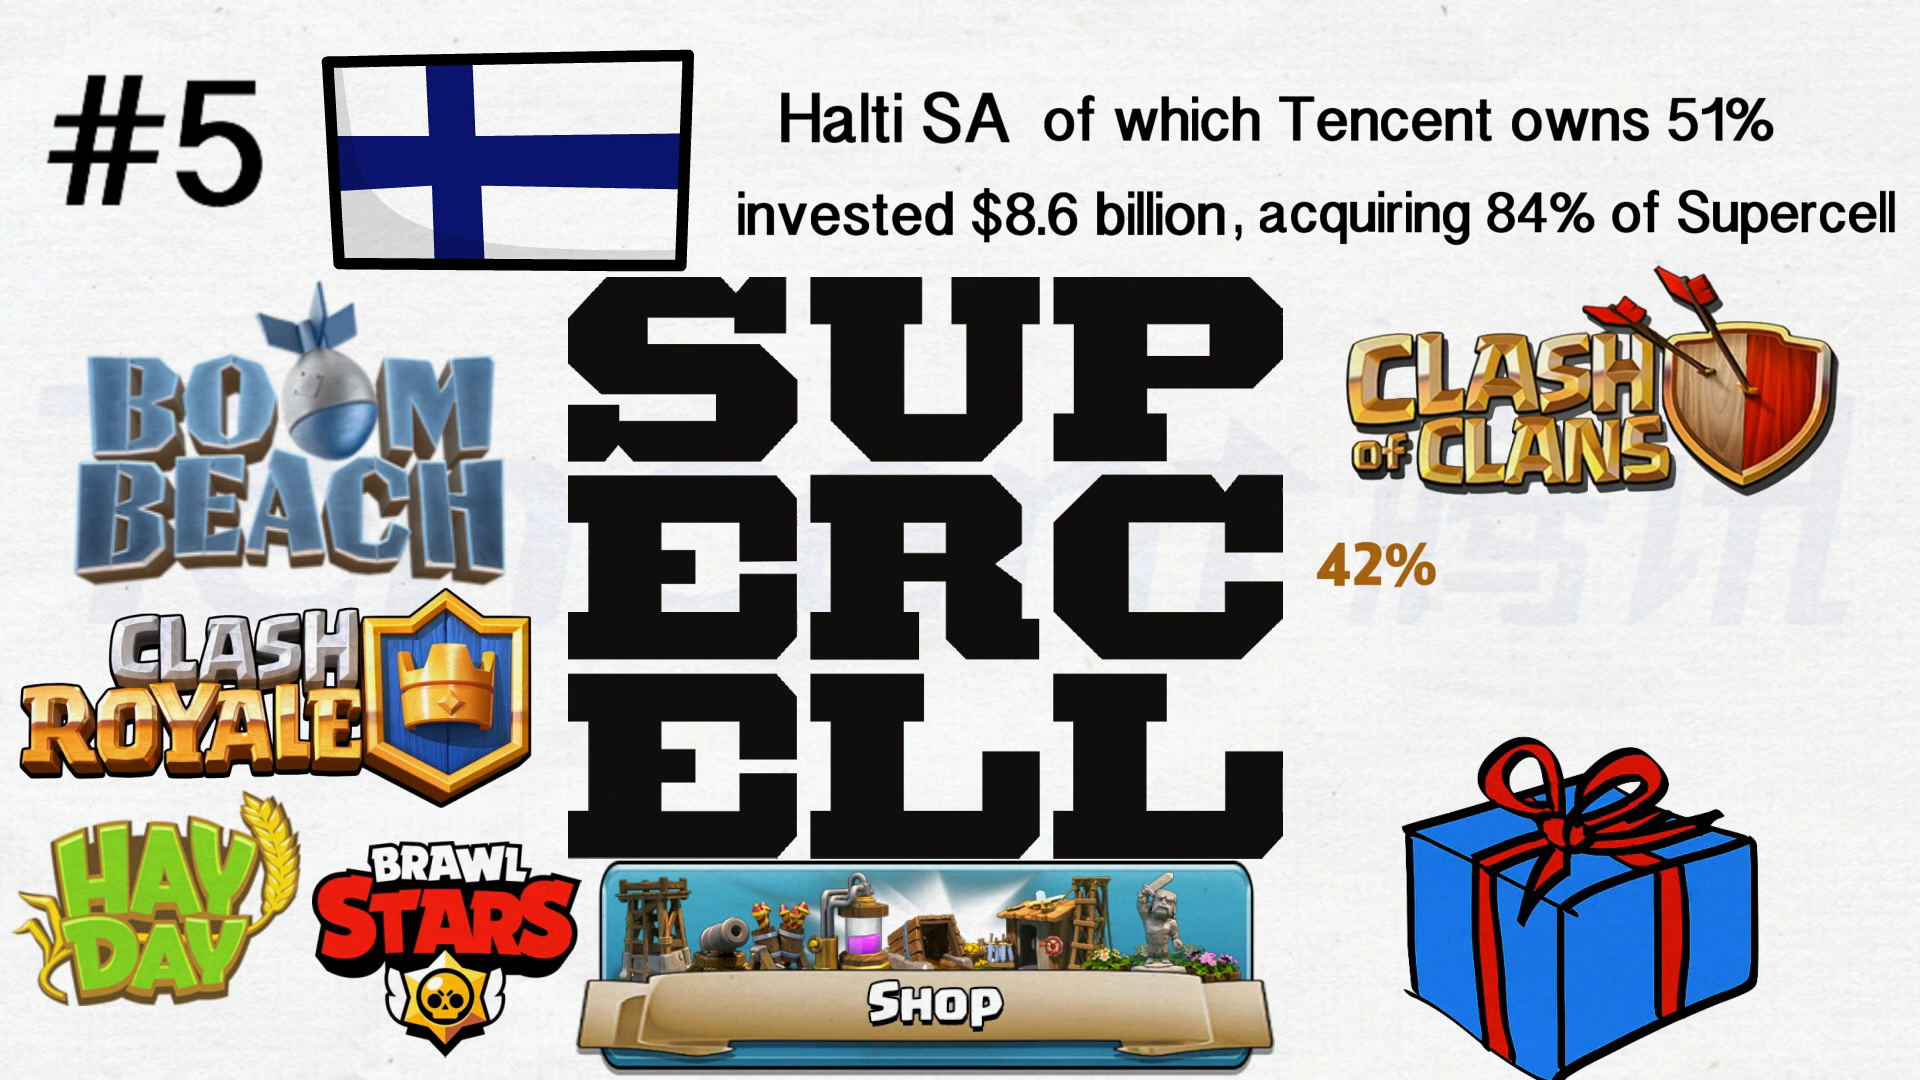 #5
Halti SA of which Tencent owns 51%
invested $8.6 billion, acquiring 84% of Supercell
BOOM
BEACH
SUP
ERC
ELL
CLASH
OF CLANS
42%
CLASH
ROYALE
HAY
DAY
BRAWL
STARS
SHOP